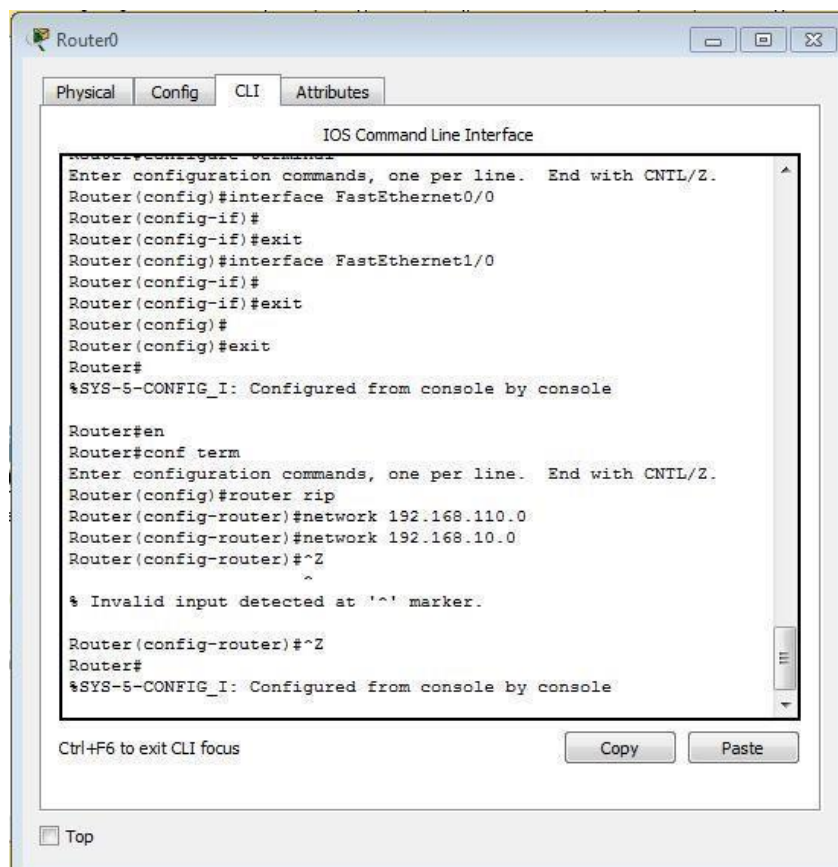 Router0
Physical Config CLI Attributes
IOS Command Line Interface
Router#configure terminal
Enter configuration commands, one per line.  End with CNTL/Z.
Router(config)#interface FastEthernet0/0
Router(config-if)#
Router(config-if)#exit
Router(config)#interface FastEthernet1/0
Router(config-if)#
Router(config-if)#exit
Router(config)#
Router(config)#exit
Router#
%SYS-5-CONFIG_I: Configured from console by console
Router#en
Router#conf term
Enter configuration commands, one per line.  End with CNTL/Z.
Router(config)#router rip
Router(config-router)#network 192.168.110.0
Router(config-router)#network 192.168.10.0
Router(config-router)#^Z
^
% Invalid input detected at '^' marker.
Router(config-router)#^Z
Router#
%SYS-5-CONFIG_I: Configured from console by console
Ctrl+F6 to exit CLI focus
Copy Paste
Top